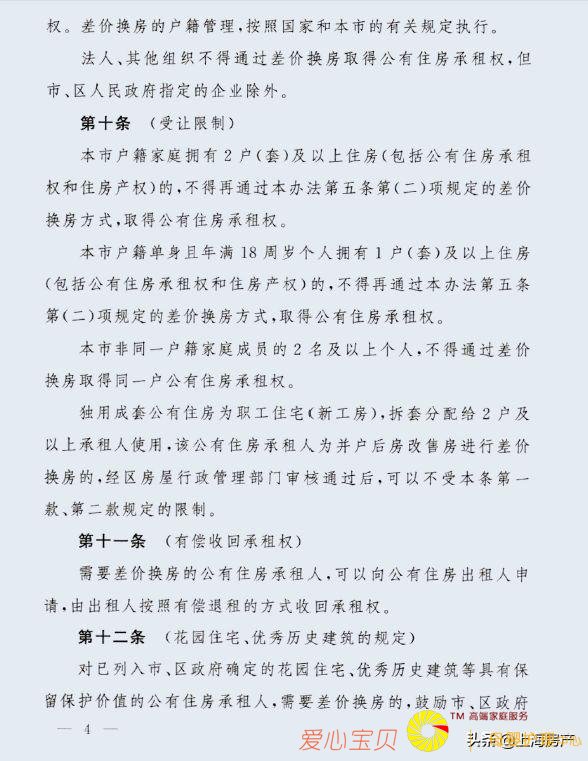 权。差价换房的户籍管理,按照国家和本市的有关规定执行。
法人、其他组织不得通过差价换房取得公有住房承租权,但
市、区人民政府指定的企业除外。
第十条 (受让限制)
本市户籍家庭拥有2户(套)及以上住房(包括公有住房承租
权和住房产权)的,不得再通过本办法第五条第(二)项规定的差价
换房方式,取得公有住房承租权。
本市户籍单身且年满18周岁个人拥有1户(套)及以上住房
(包括公有住房承租权和住房产权)的,不得再通过本办法第五条
第(二)项规定的差价换房方式,取得公有住房承租权。
本市非同一户籍家庭成员的2名及以上个人,不得通过差价
换房取得同一户公有住房承租权。
独用成套公有住房为职工住宅(新工房),拆套分配给2户及
以上承租人使用,该公有住房承租人为并户后房改售房进行差价
换房的,经区房屋行政管理部门审核通过后,可以不受本条第一
款、第二款规定的限制。
第十一条 (有偿收回承租权)
需要差价换房的公有住房承租人,可以向公有住房出租人申
请,由出租人按照有偿退租的方式收回承租权。
第十二条 (花园住宅、优秀历史建筑的规定)
对已列入市、区政府确定的花园住宅、优秀历史建筑等具有保
留保护价值的公有住房承租人,需要差价换房的,鼓励市、区政府
— 4 —
爱心宝贝
TM 高端家庭服务
头条@上海房产